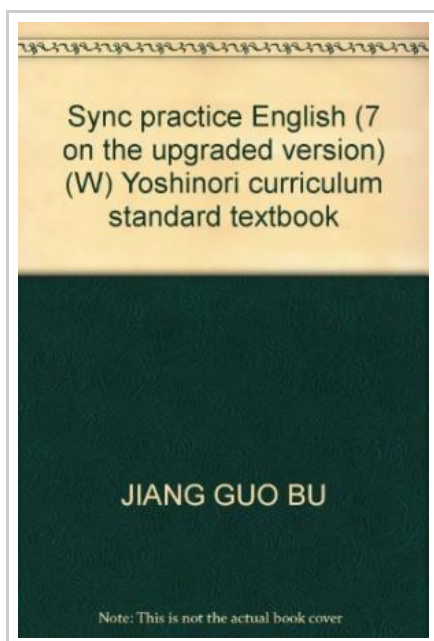 Sync practice English (7
on the upgraded version)
(W) Yoshinori curriculum
standard textbook
JIANG GUO BU
Note: This is not the actual book cover